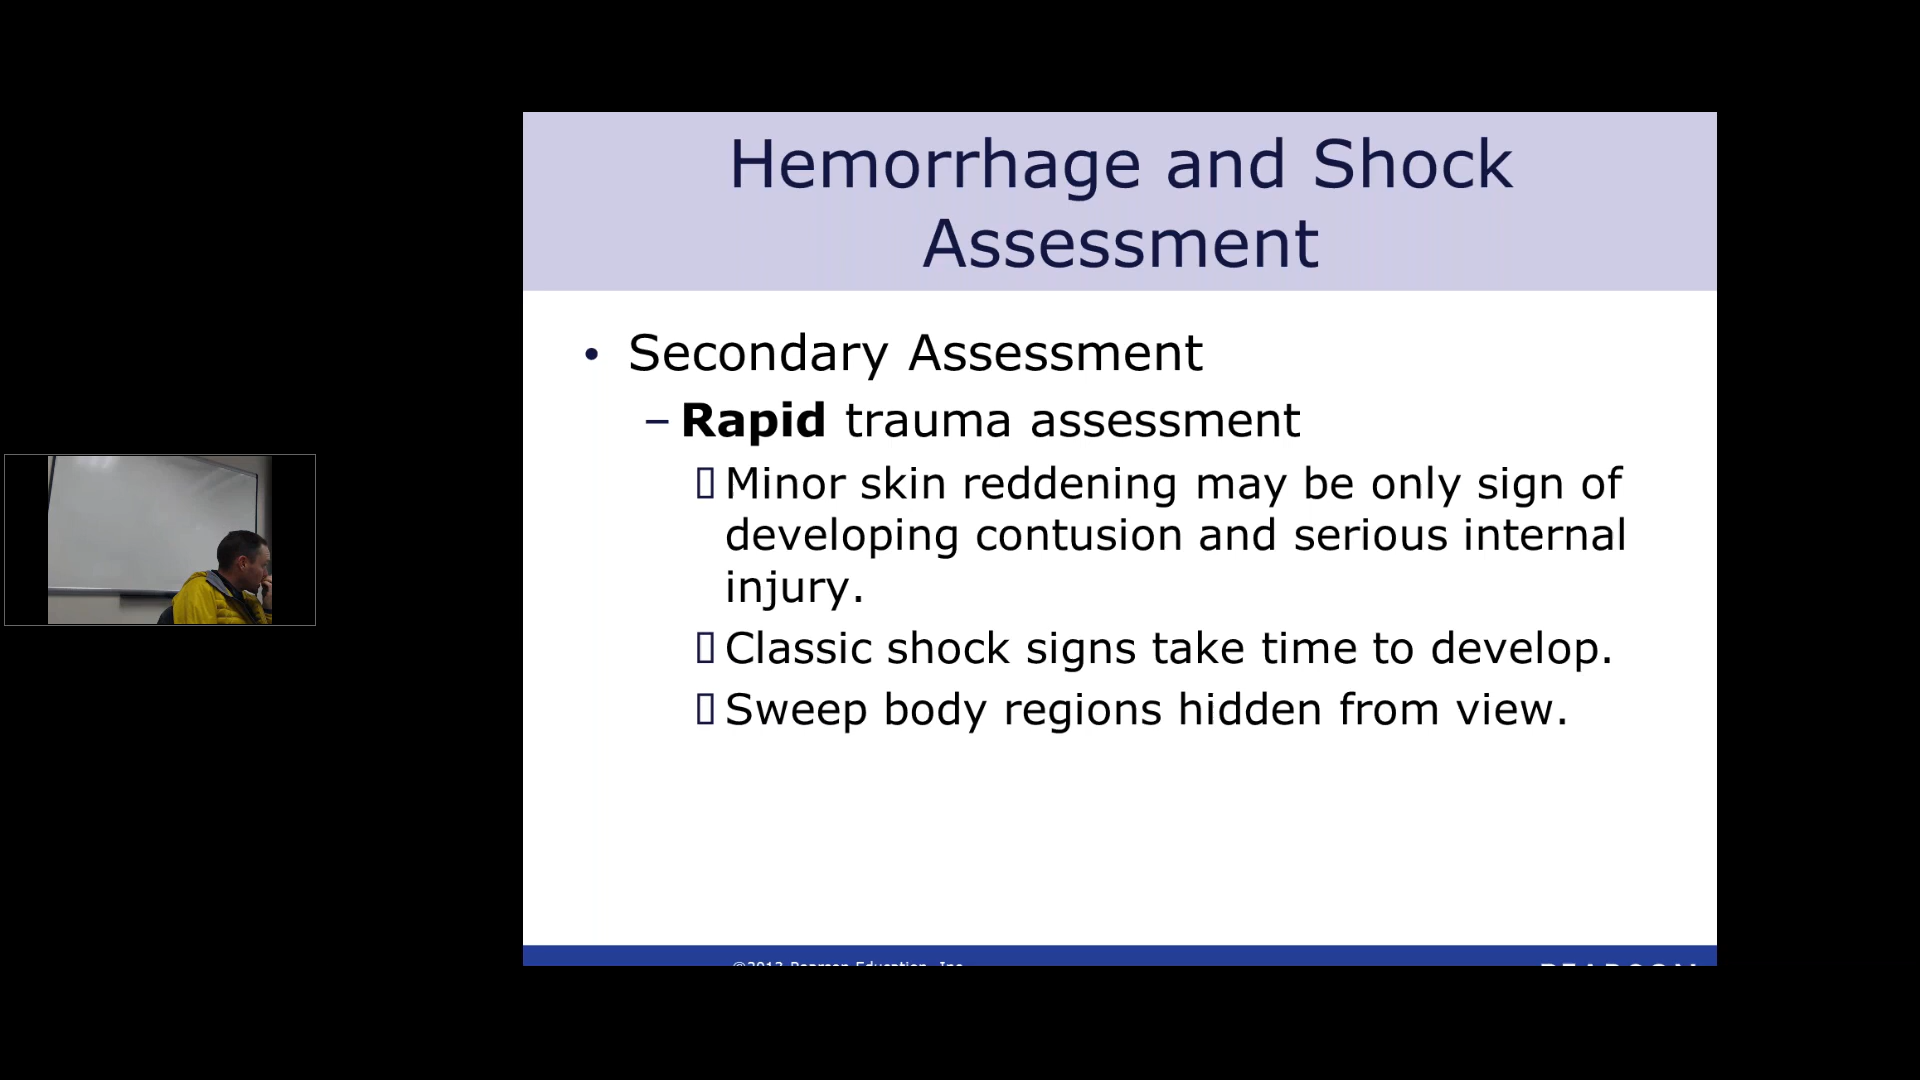 Hemorrhage and Shock
Assessment
• Secondary Assessment
– Rapid trauma assessment
▯ Minor skin reddening may be only sign of
developing contusion and serious internal
injury.
▯ Classic shock signs take time to develop.
▯ Sweep body regions hidden from view.
©2013 Pearson Education, Inc.
PEARSON